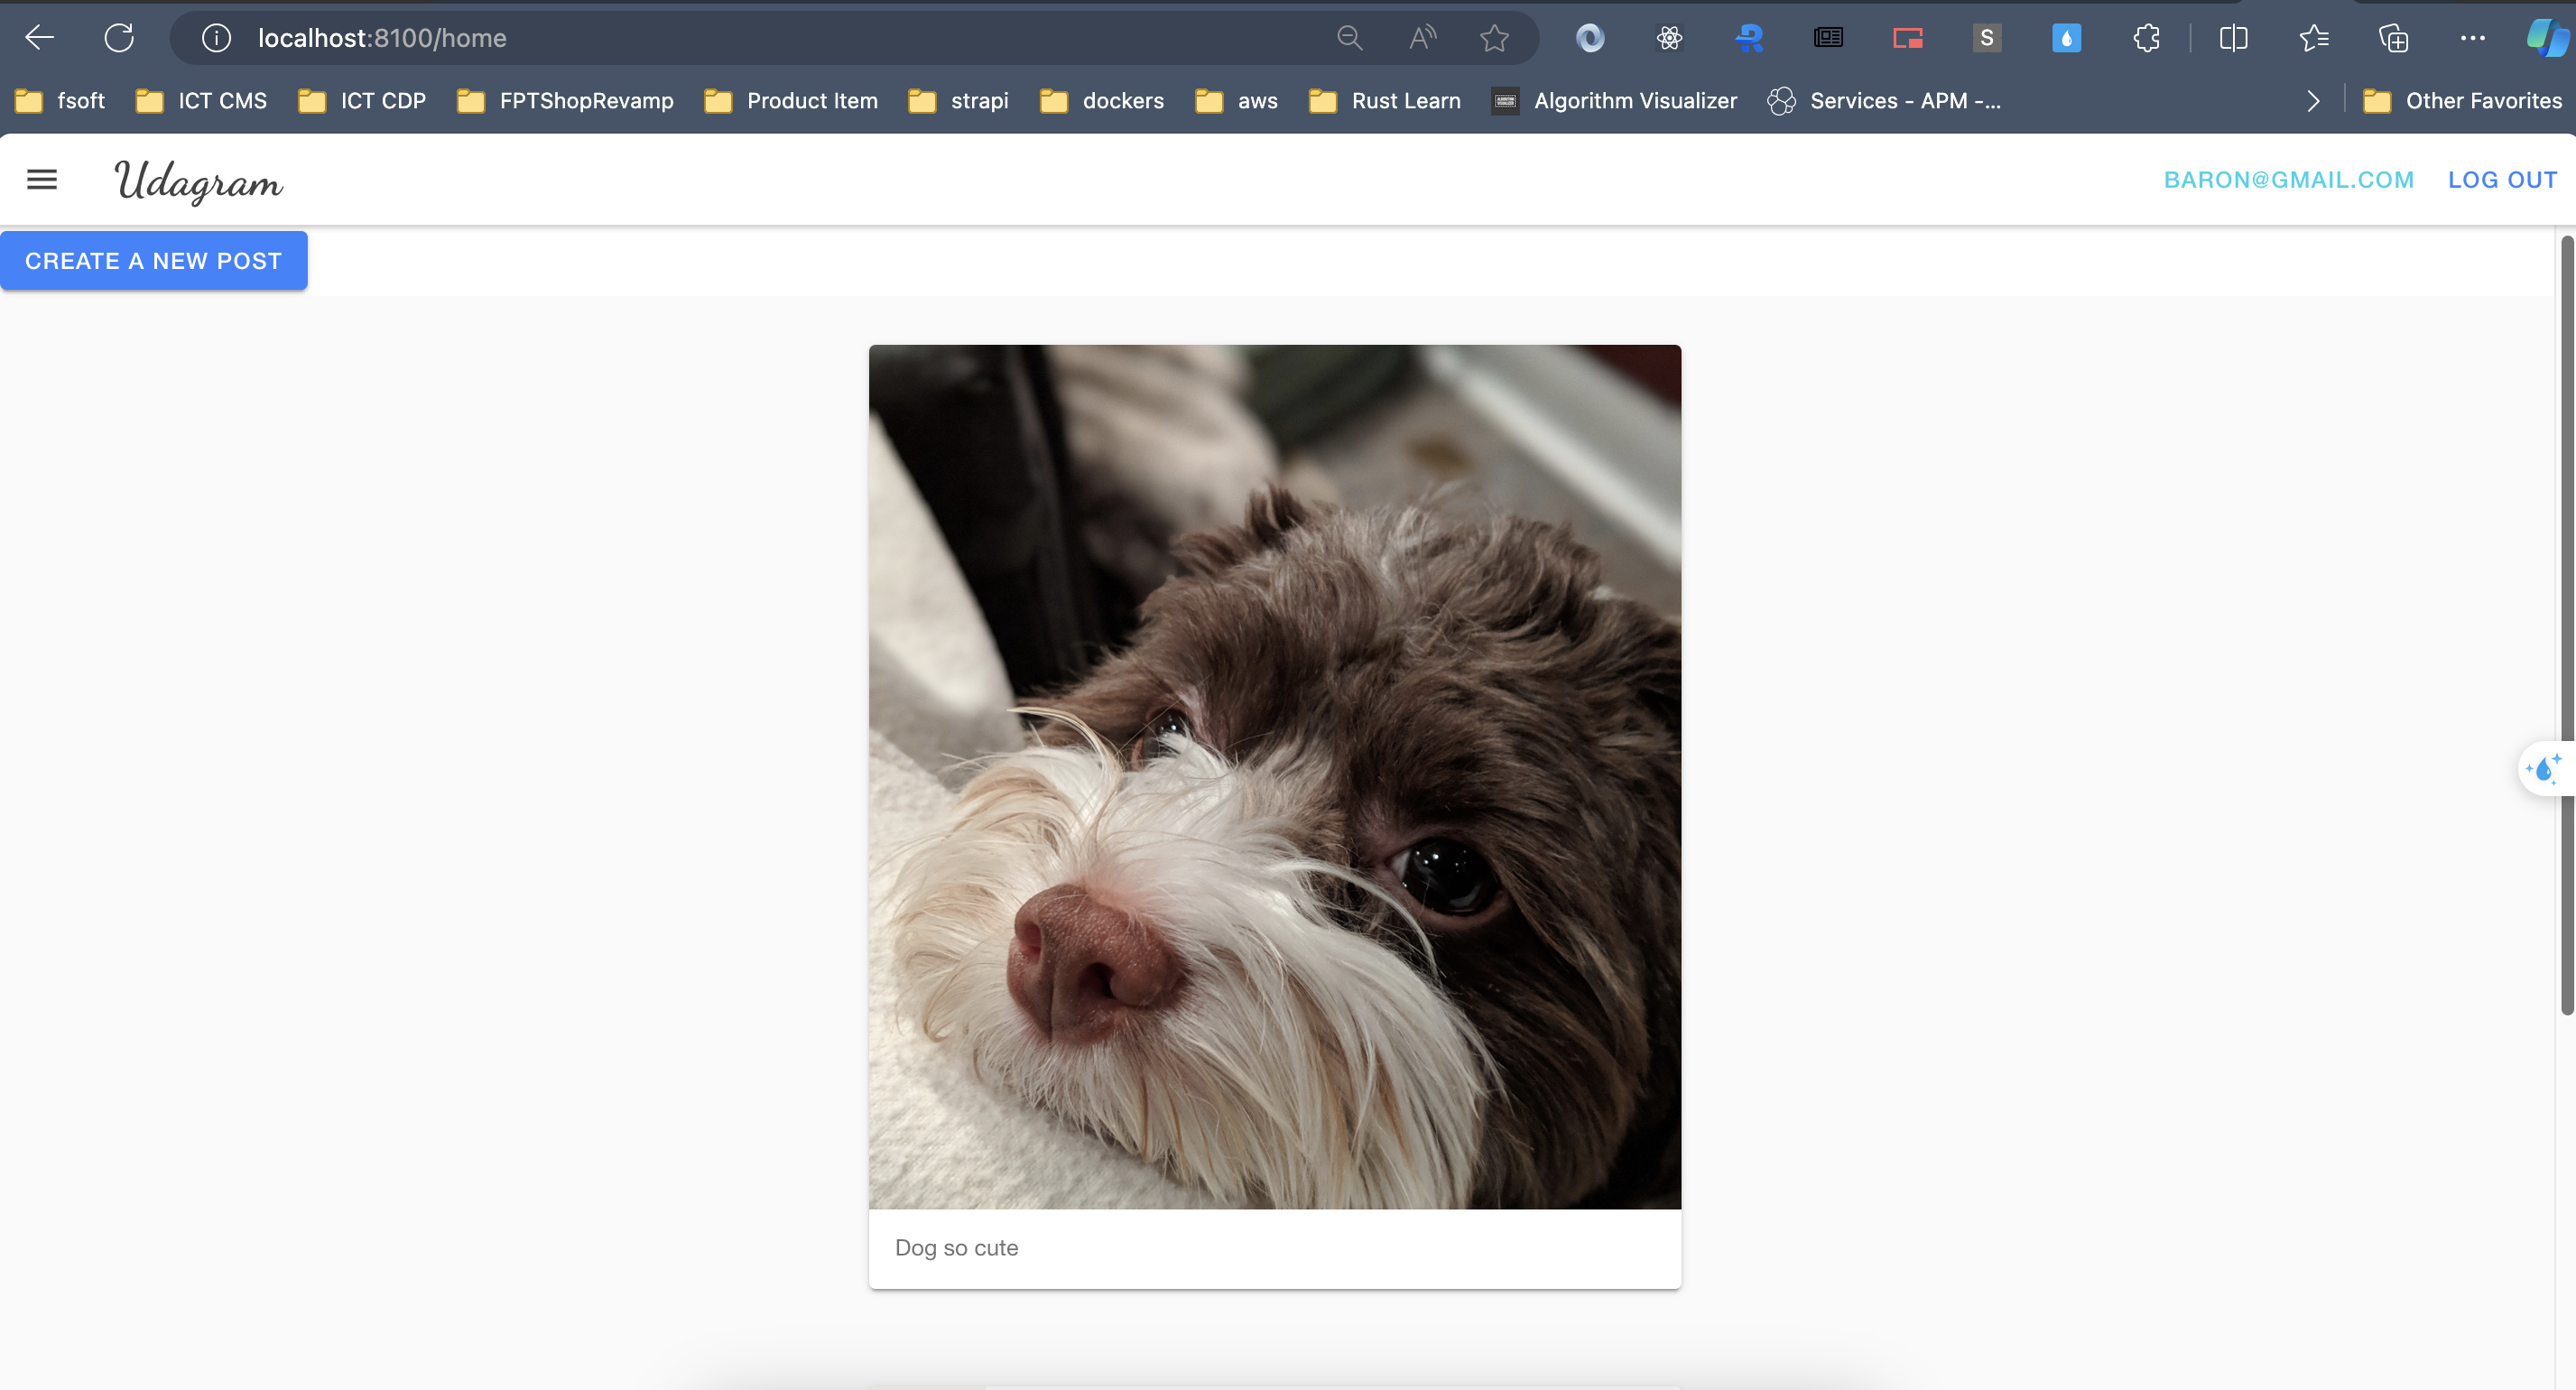 localhost:8100/home
fsoft ICT CMS ICT CDP FPTShopRevamp Product Item strapi dockers aws Rust Learn Algorithm Visualizer Services - APM -... Other Favorites
Udagram BARON@GMAIL.COM LOG OUT
CREATE A NEW POST
Dog so cute